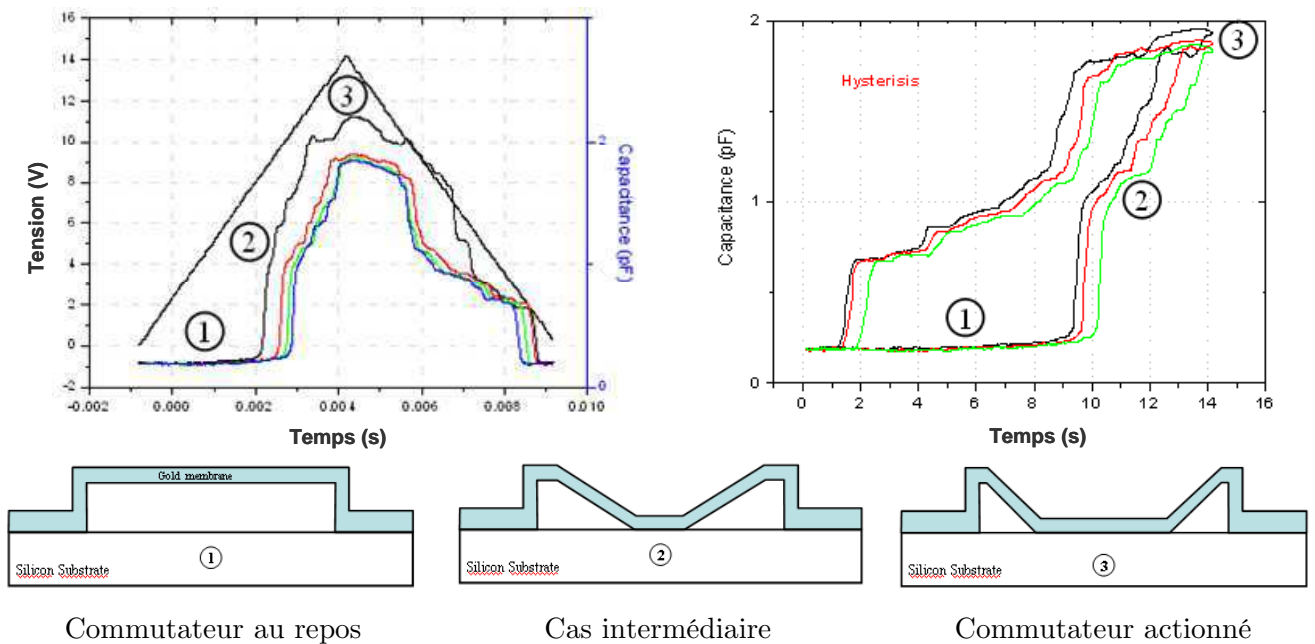 16
14
12
10
8
6
4
2
0
-2
Tension (V)
-0.002 0.000 0.002 0.004 0.006 0.008 0.010
Temps (s)
2
0
Capacitance (pF)
1
2
3
2
1
0
Capacitance (pF)
Hysterisis
0 2 4 6 8 10 12 14 16
Temps (s)
1
2
3
Gold membrane
1
Silicon Substrate
2
Silicon Substrate
3
Silicon Substrate
Commutateur au repos
Cas intermédiaire
Commutateur actionné